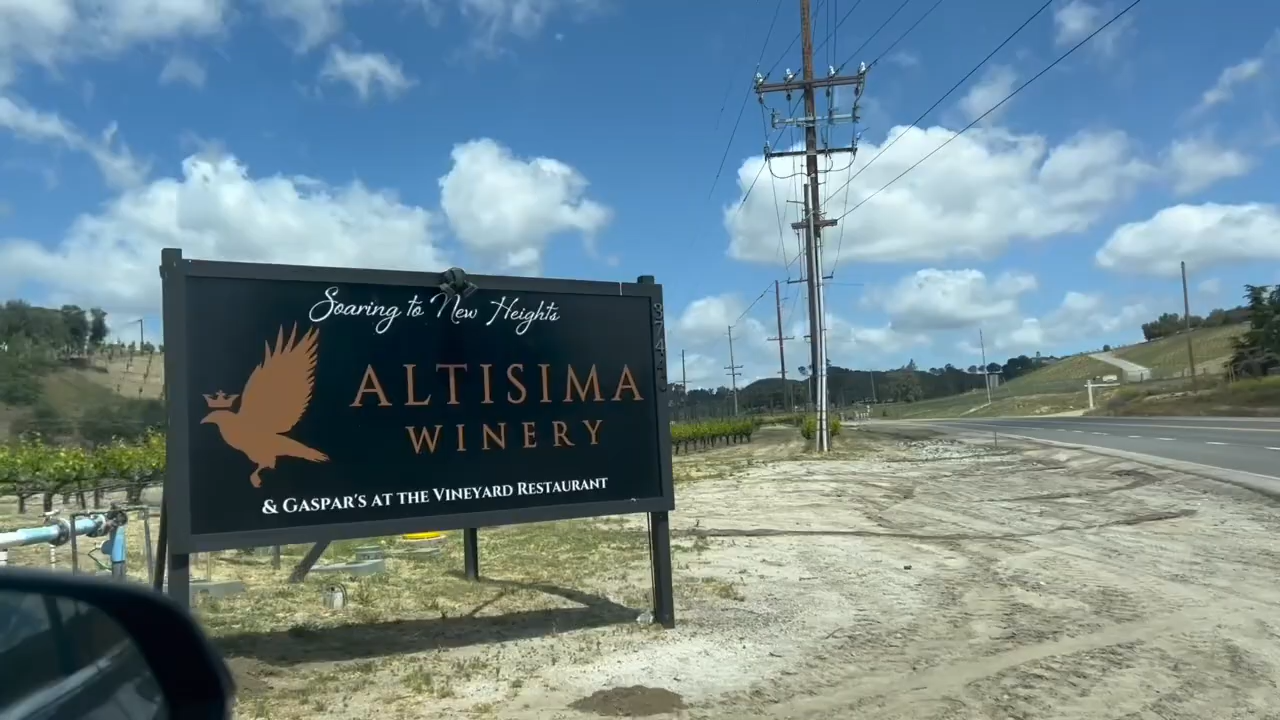 Soaring to New Heights
ALTISIMA
WINERY
& GASPAR'S AT THE VINEYARD RESTAURANT